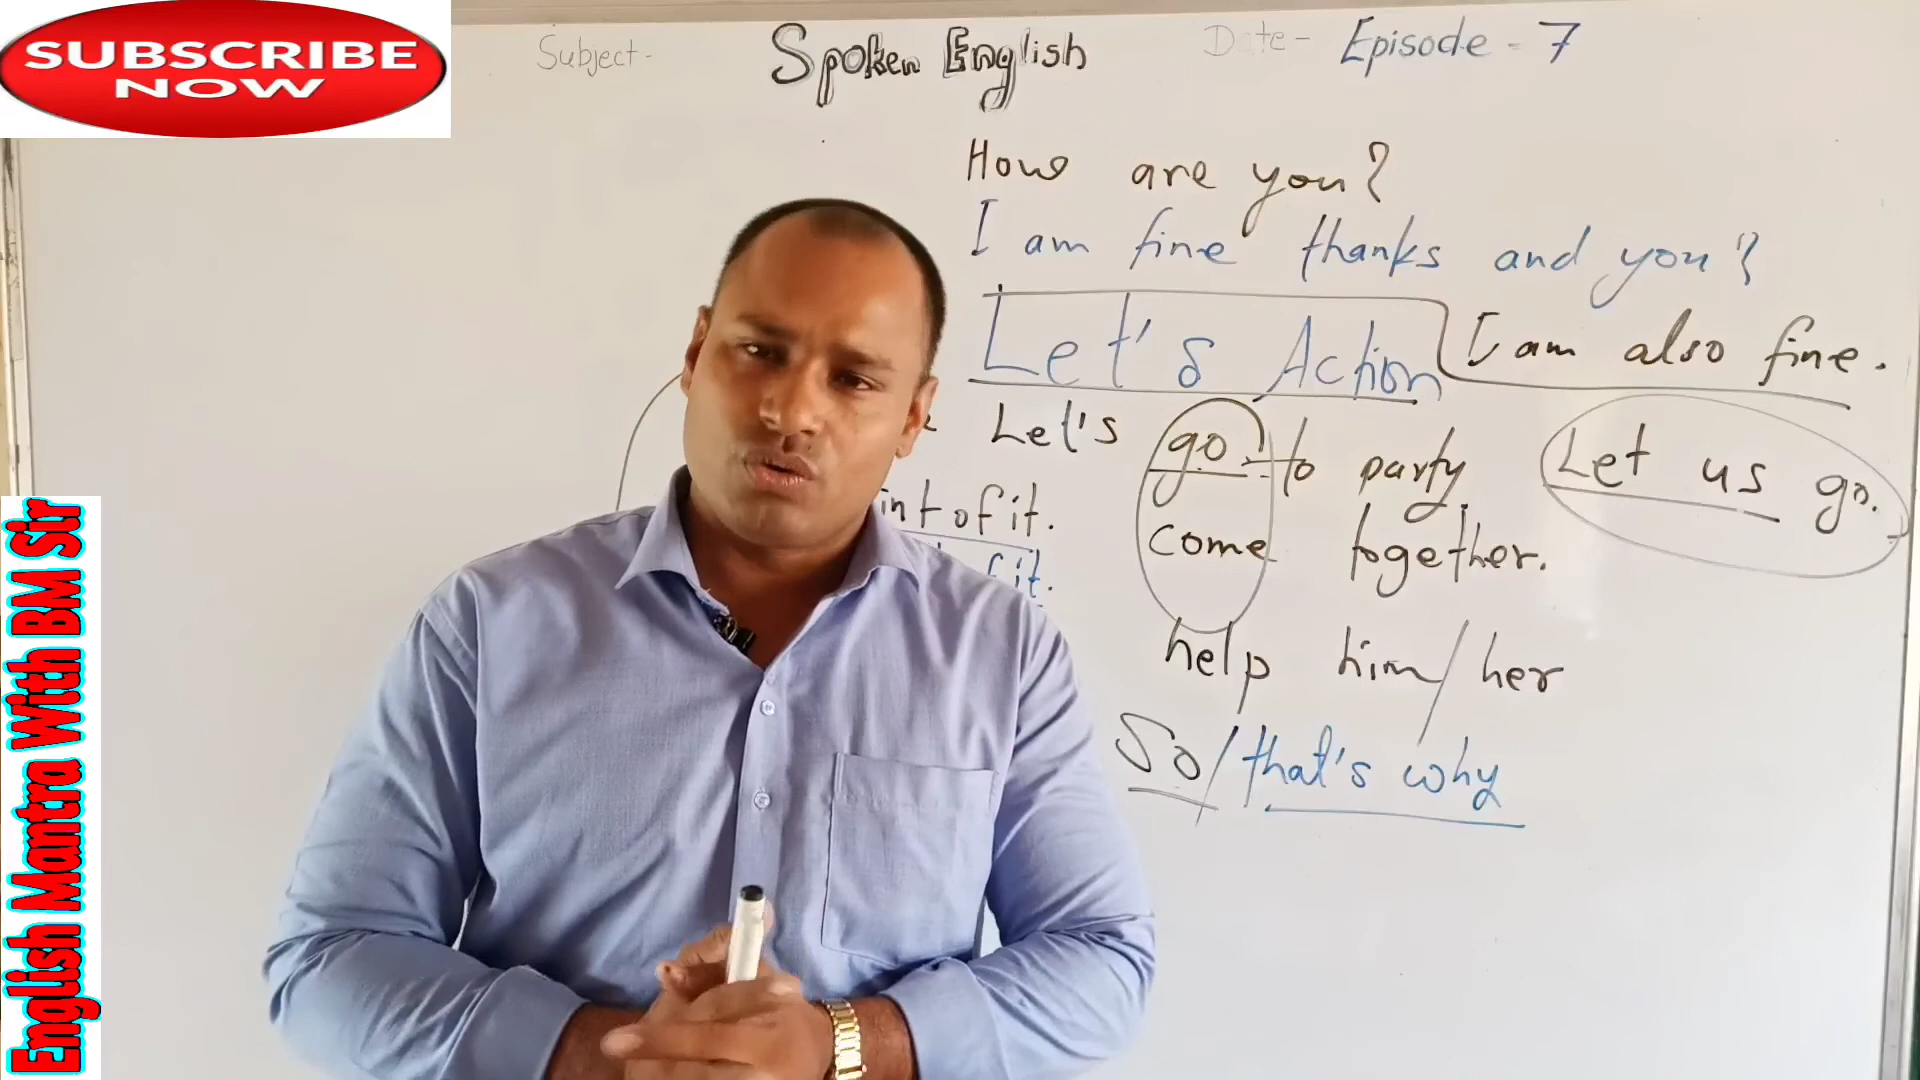 SUBSCRIBE
NOW
Subject - Spoken English Date - Episode - 7
How are you?
I am fine thanks and you?
Let's Action I am also fine.
Let's go to party Let us go.
of it.
come together.
help him/her
So/that's why
English Mantra With BM Sir